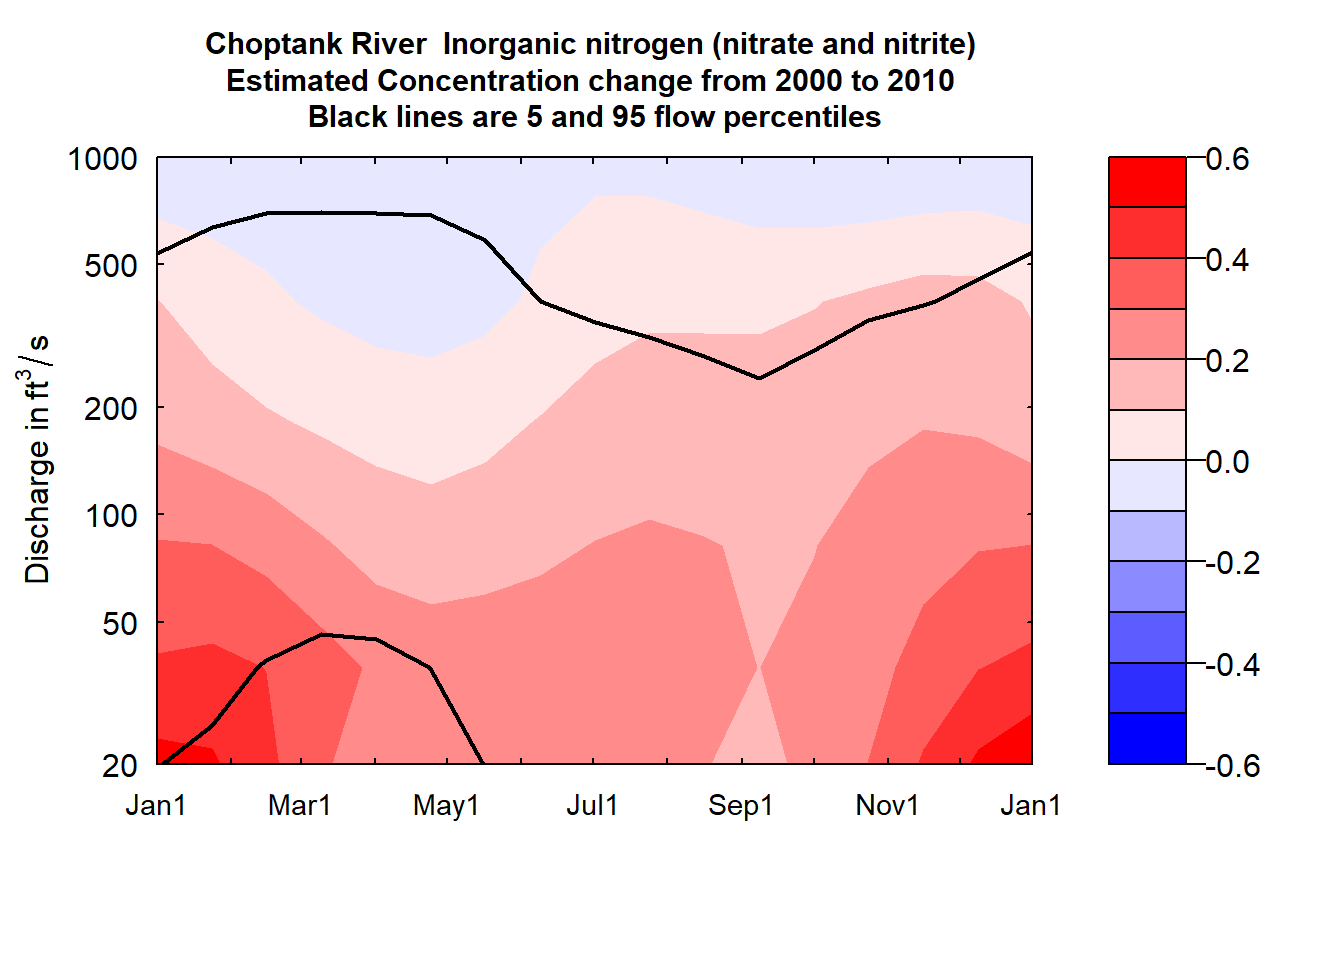 Choptank River  Inorganic nitrogen (nitrate and nitrite)
Estimated Concentration change from 2000 to 2010
Black lines are 5 and 95 flow percentiles
1000
500
200
100
50
20
Discharge in ft³/s
Jan1 Mar1 May1 Jul1 Sep1 Nov1 Jan1
0.6
0.4
0.2
0.0
-0.2
-0.4
-0.6